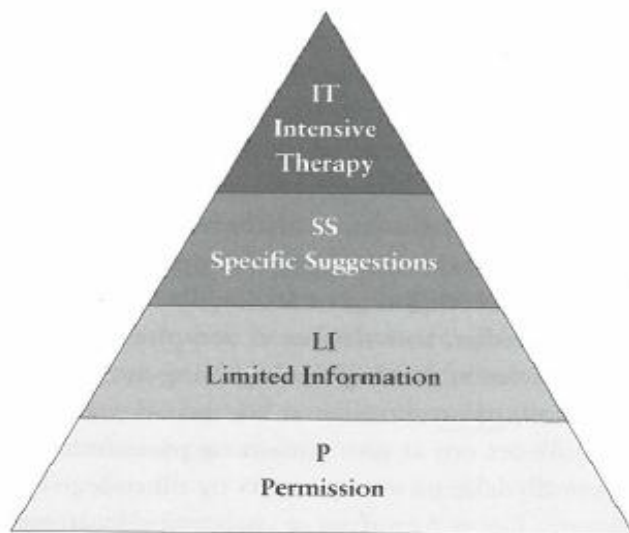 IT
Intensive
Therapy
SS
Specific Suggestions
LI
Limited Information
P
Permission